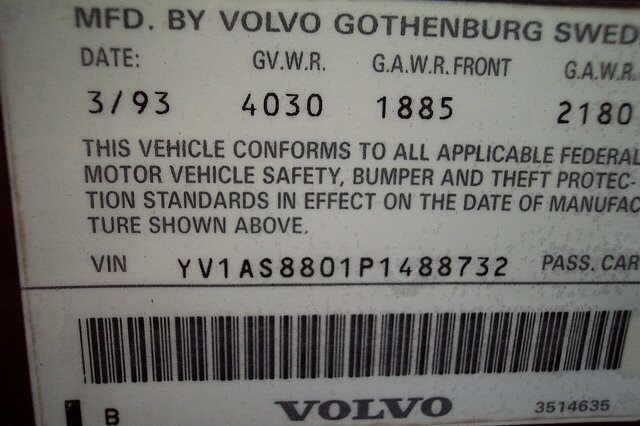 MFD. BY VOLVO GOTHENBURG SWED
DATE: GV.W.R. G.A.W.R. FRONT G.A.W.R.
3/93 4030 1885 2180
THIS VEHICLE CONFORMS TO ALL APPLICABLE FEDERAL
MOTOR VEHICLE SAFETY, BUMPER AND THEFT PROTEC-
TION STANDARDS IN EFFECT ON THE DATE OF MANUFAC
TURE SHOWN ABOVE.
VIN YV1AS8801P1488732 PASS. CAR
B VOLVO 3514635